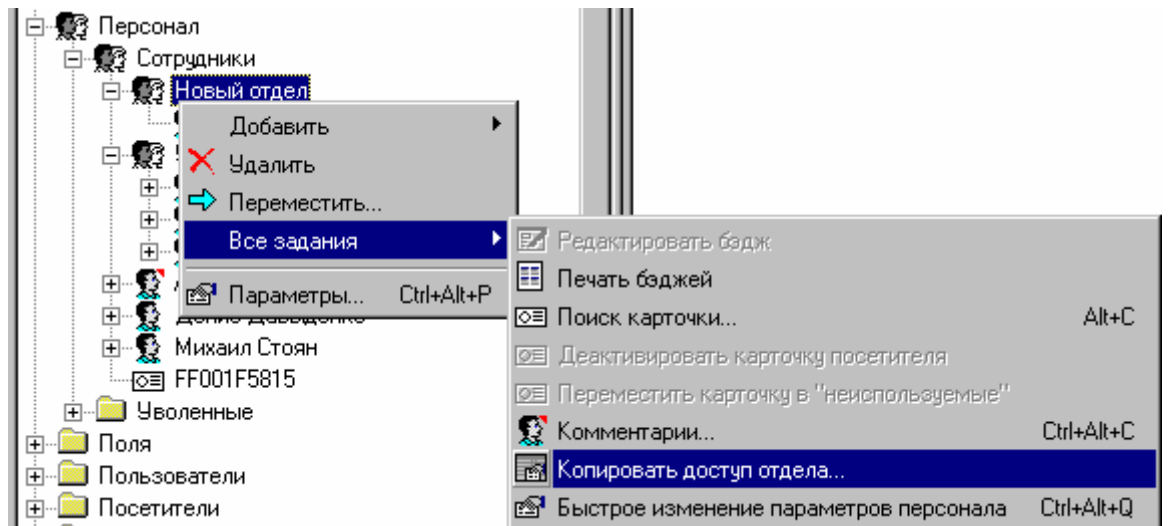 Персонал
Сотрудники
Новый отдел
Добавить
Удалить
Переместить...
Все задания
Редактировать бэдж
Параметры... Ctrl+Alt+P
Печать бэджей
Поиск карточки... Alt+C
Михаил Стоян
Деактивировать карточку посетителя
FF001F5815
Переместить карточку в "неиспользуемые"
Уволенные
Комментарии... Ctrl+Alt+C
Поля
Копировать доступ отдела...
Пользователи
Посетители
Быстрое изменение параметров персонала Ctrl+Alt+Q